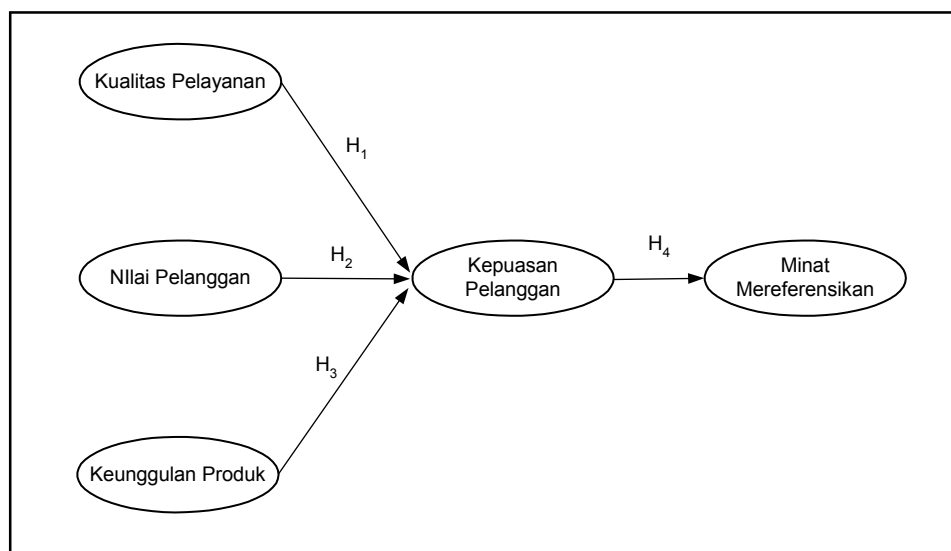 Kualitas Pelayanan
H₁
NIlai Pelanggan
H₂
Kepuasan
Pelanggan
H₄
Minat
Mereferensikan
H₃
Keunggulan Produk